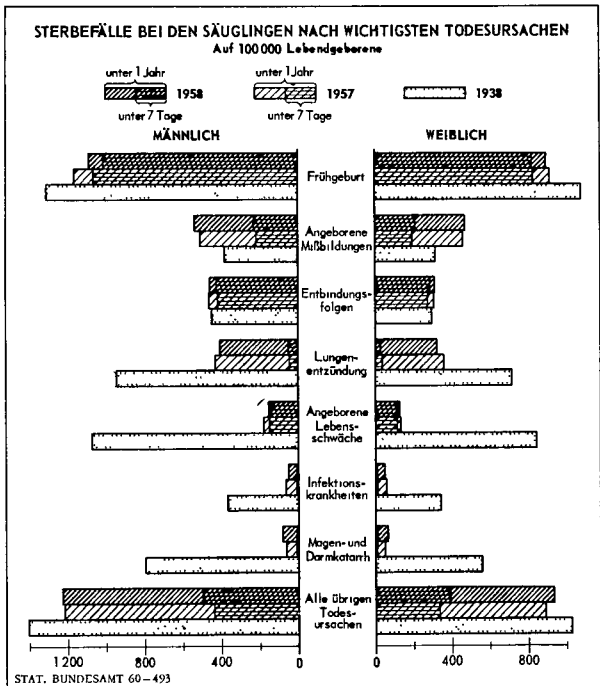 STERBEFÄLLE BEI DEN SÄUGLINGEN NACH WICHTIGSTEN TODESURSACHEN
Auf 100 000 Lebendgeborene
unter 1 Jahr
1958
unter 7 Tage
unter 1 Jahr
1957
unter 7 Tage
1938
MÄNNLICH
WEIBLICH
Frühgeburt
Angeborene
Mißbildungen
Entbindungs-
folgen
Lungen-
entzündung
Angeborene
Lebens-
schwäche
Infektions-
krankheiten
Magen- und
Darmkatarrh
Alle übrigen
Todes-
ursachen
1 200 800 400 0 0 400 800
STAT. BUNDESAMT 60–493